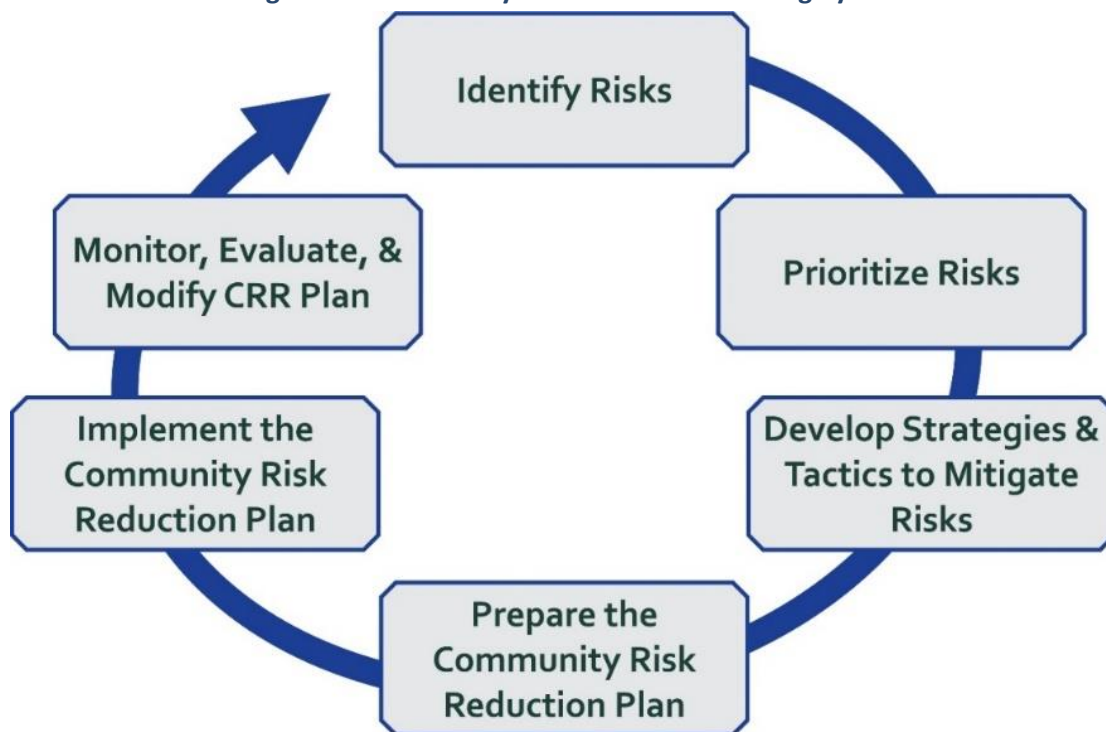 Identify Risks
Prioritize Risks
Develop Strategies &
Tactics to Mitigate
Risks
Prepare the
Community Risk
Reduction Plan
Implement the
Community Risk
Reduction Plan
Monitor, Evaluate, &
Modify CRR Plan